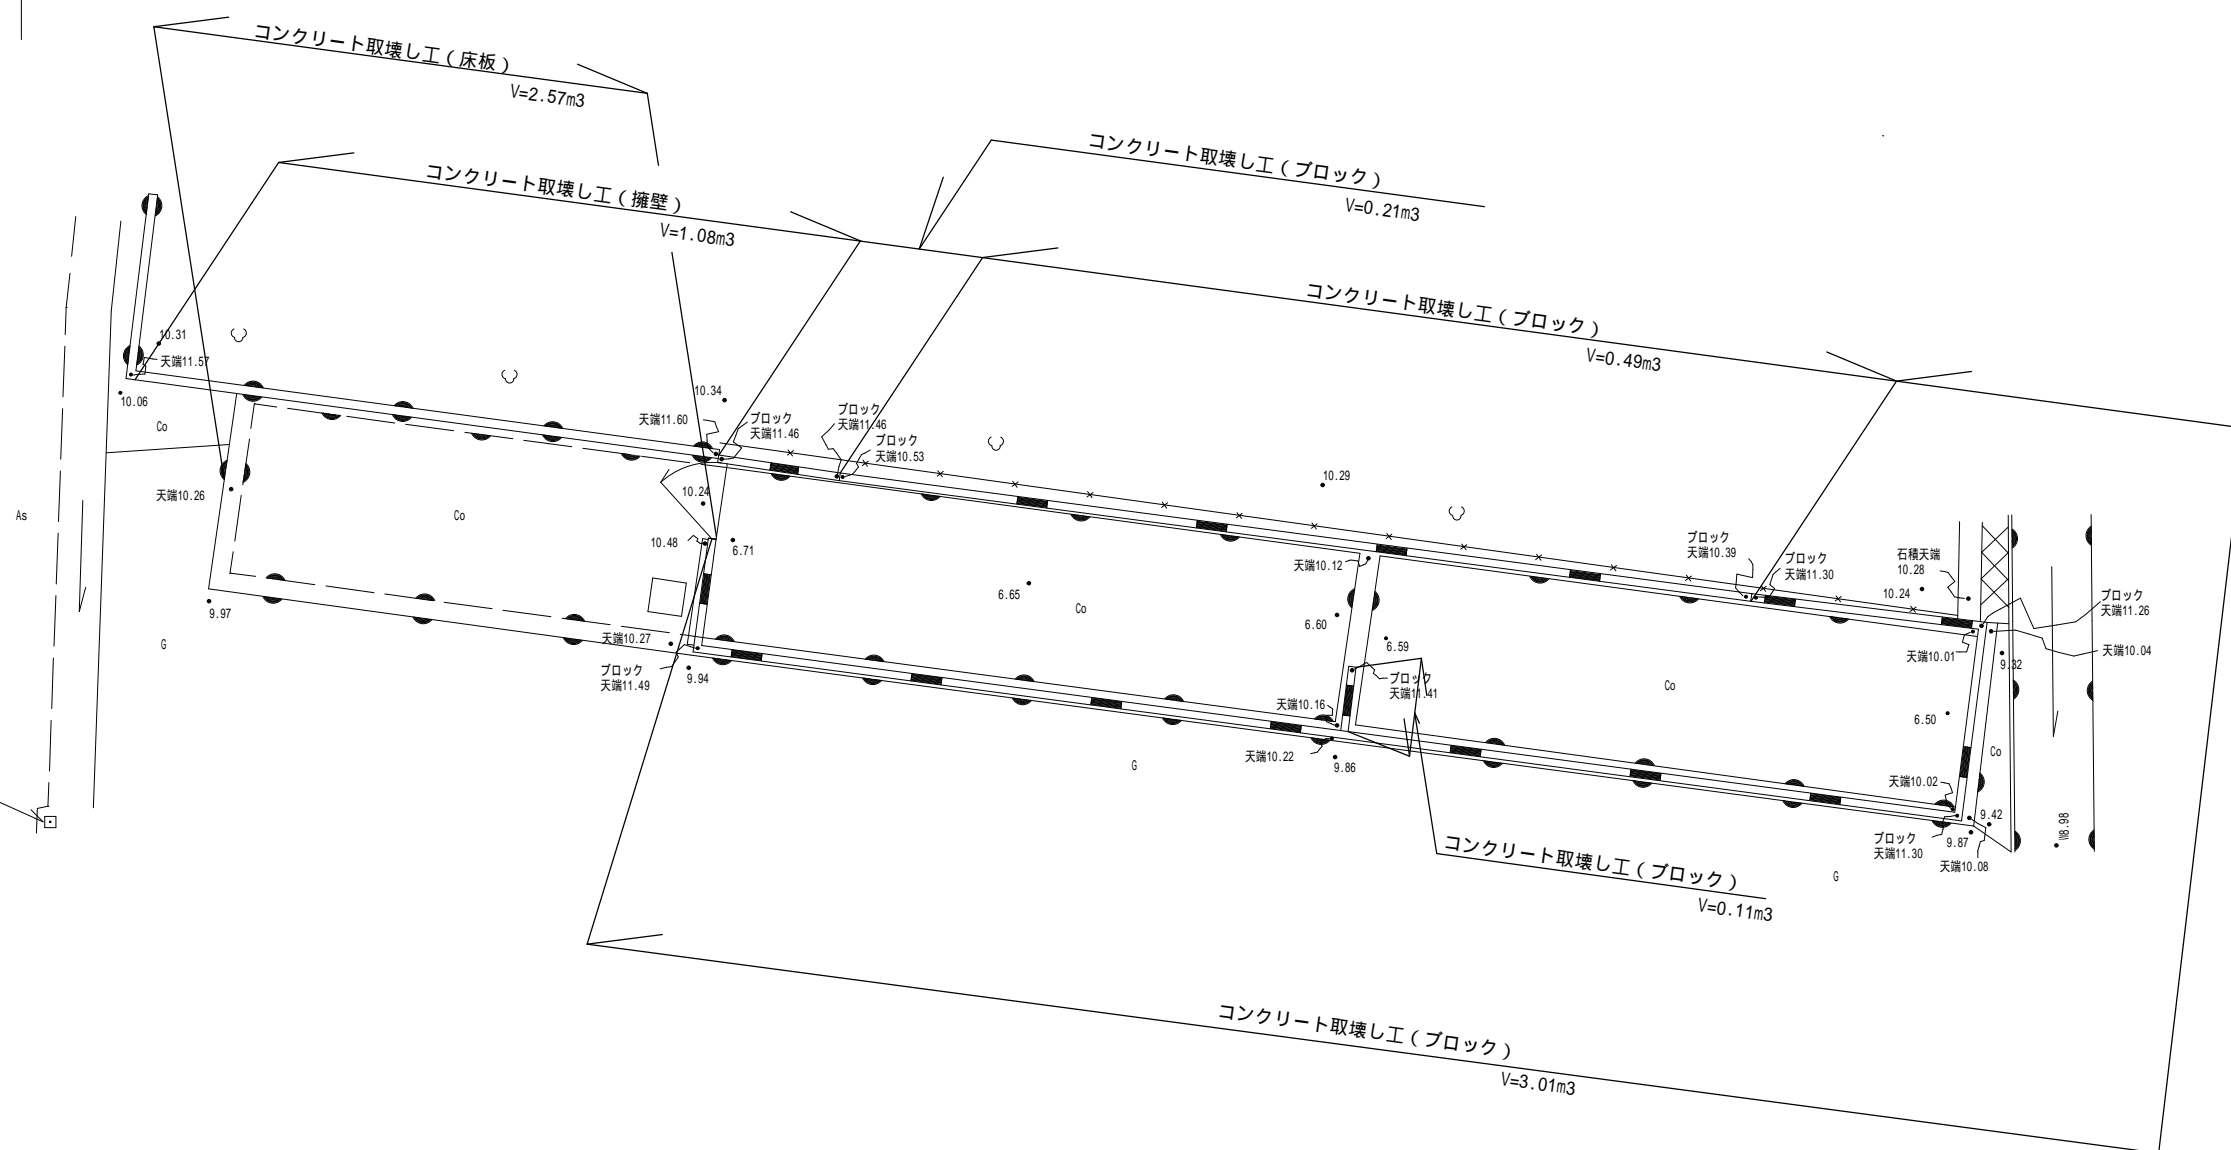 コンクリート取壊し工（床板）
V=2.57m3
コンクリート取壊し工（擁壁）
V=1.08m3
コンクリート取壊し工（ブロック）
V=0.21m3
コンクリート取壊し工（ブロック）
V=0.49m3
10.31
天端11.57
10.06
Co
10.34
天端11.60
ブロック
天端11.46
ブロック
天端11.46
ブロック
天端10.53
10.29
天端10.26
10.24
As
Co
10.48
6.71
ブロック
天端10.39
ブロック
天端11.30
石積天端
10.28
10.24
天端10.12
6.65
Co
6.60
6.59
ブロック
天端11.26
天端10.04
天端10.01
9.32
9.97
G
天端10.27
ブロック
天端11.49
9.94
ブロック
天端11.41
天端10.16
Co
6.50
Co
天端10.22
9.86
G
天端10.02
9.42
W8.98
ブロック
天端11.30
9.87
天端10.08
G
コンクリート取壊し工（ブロック）
V=0.11m3
コンクリート取壊し工（ブロック）
V=3.01m3